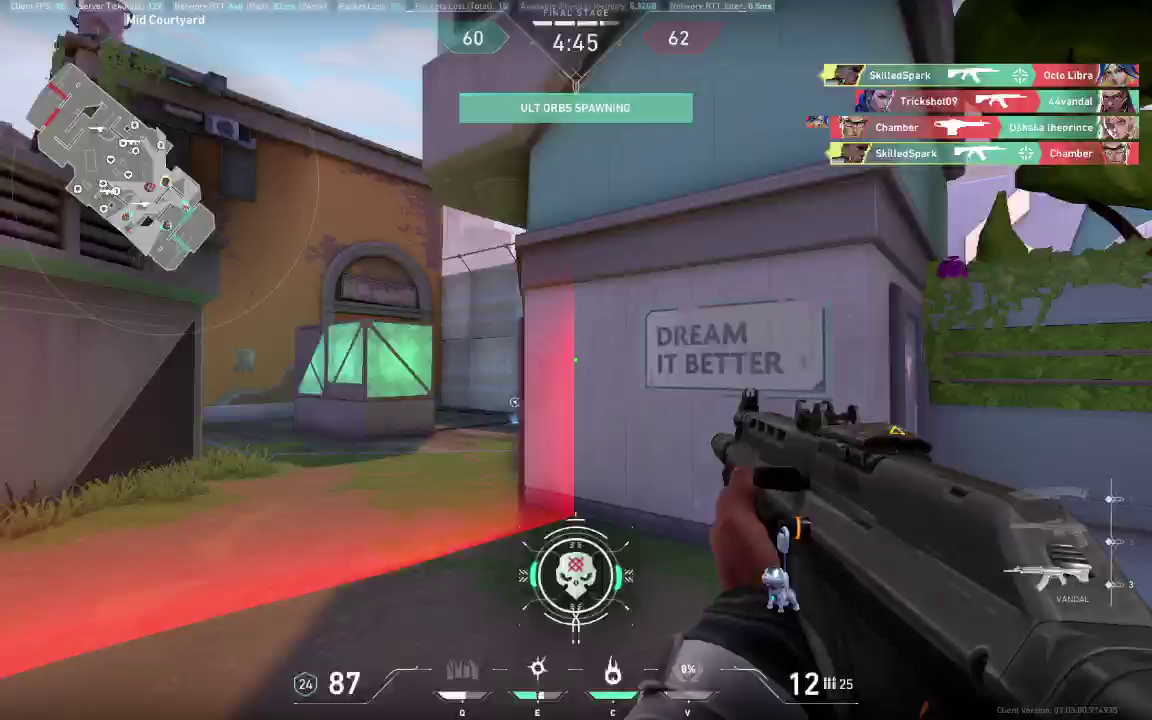 Mid Courtyard
FINAL STAGE
60
4:45
62
ULT ORBS SPAWNING
SkilledSpark
Octo Libra
Trickshot09
44vandal
Chamber
SkilledSpark
Chamber
DREAM
IT BETTER
VANDAL
3
24
87
8%
12
25
Q
E
C
V